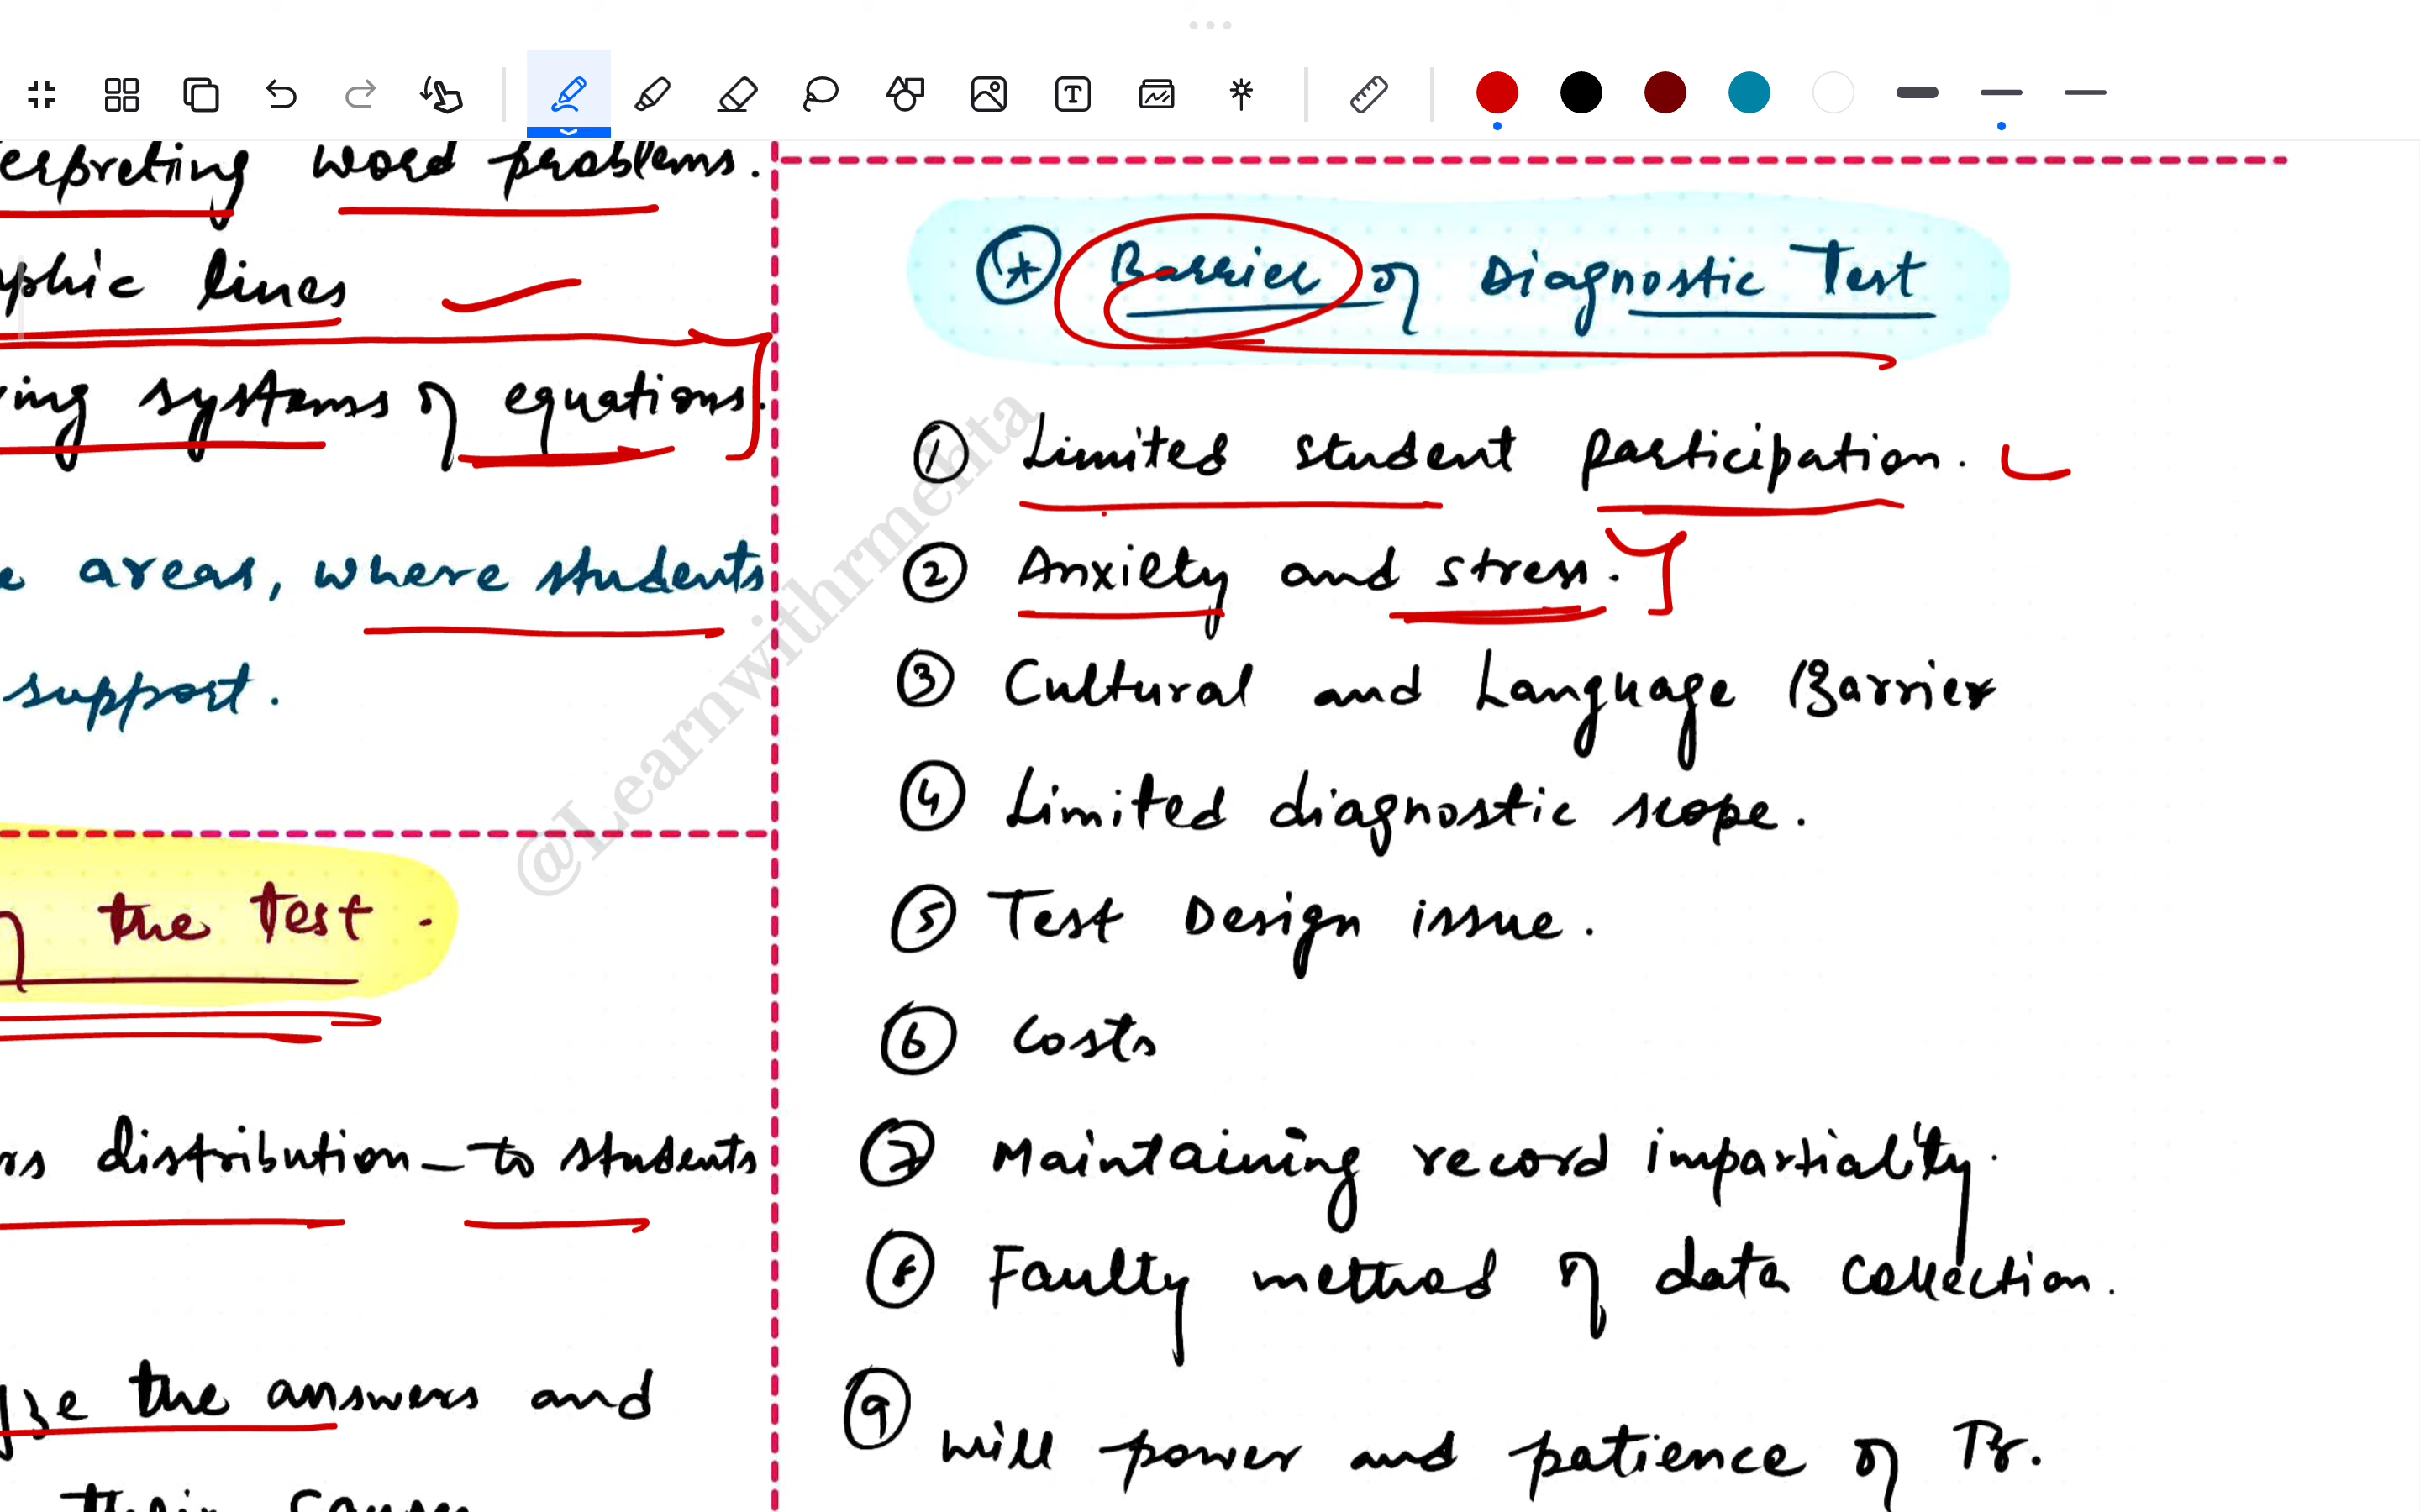 erpreting word problems.
phic lines
ing systems of equations.
e areas, where students
support.
the Test.
rs distribution - to students
ze the answers and
their
@Learnwithrmehta
* Barrier of Diagnostic Test
1 Limited student participation.
2 Anxiety and stress.
3 Cultural and Language Barrier
4 Limited diagnostic scope.
5 Test Design issue.
6 Costs
7 Maintaining record impartiality.
8 Faulty method of data collection.
9 will power and patience of Tr.